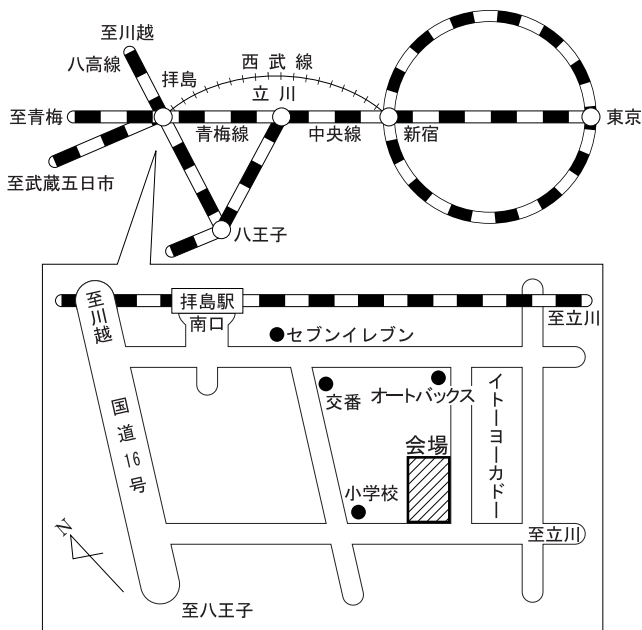 至川越
八高線
拝島
西武線
立川
至青梅
青梅線
中央線
新宿
東京
至武蔵五日市
八王子
至川越
拝島駅
南口
至立川
セブンイレブン
交番
オートバックス
イトーヨーカドー
国道16号
会場
小学校
至立川
N
至八王子